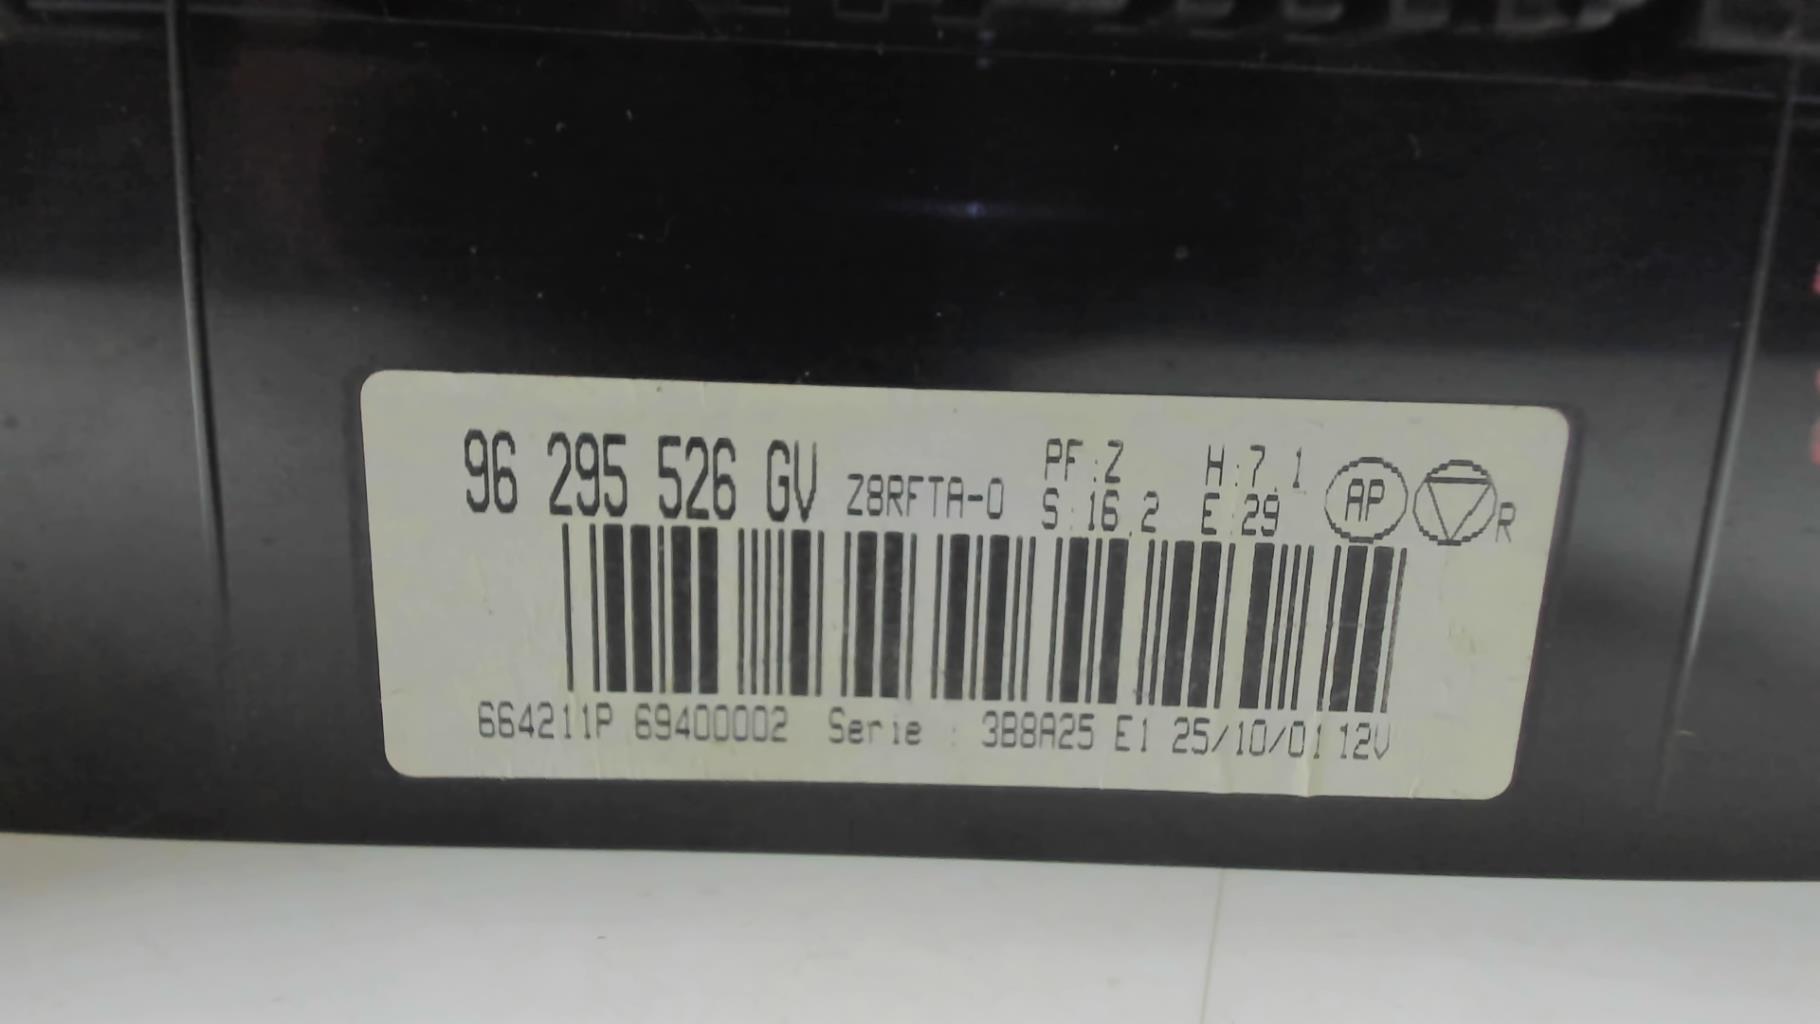 96 295 526 GV Z8RFTA-0 PF:Z H:7.1
S:16.2 E:29 AP R
664211P 69400002 Serie : 3B8A25 E1 25/10/01 12V